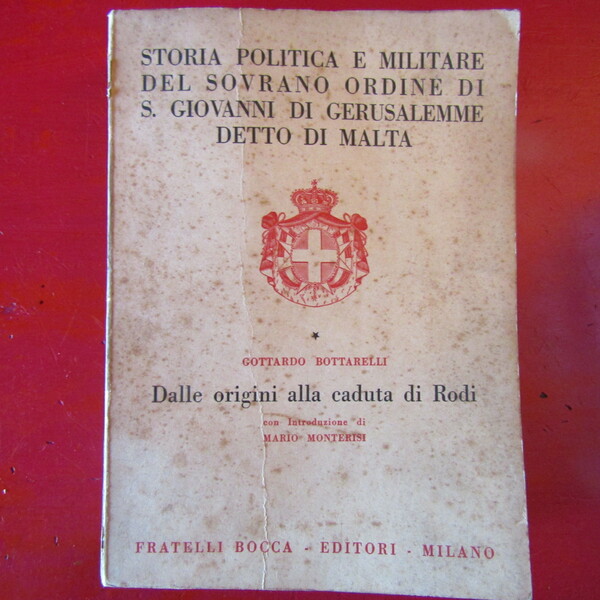 STORIA POLITICA E MILITARE
DEL SOVRANO ORDINE DI
S. GIOVANNI DI GERUSALEMME
DETTO DI MALTA
*
GOTTARDO BOTTARELLI
Dalle origini alla caduta di Rodi
con Introduzione di
MARIO MONTERISI
FRATELLI BOCCA - EDITORI - MILANO